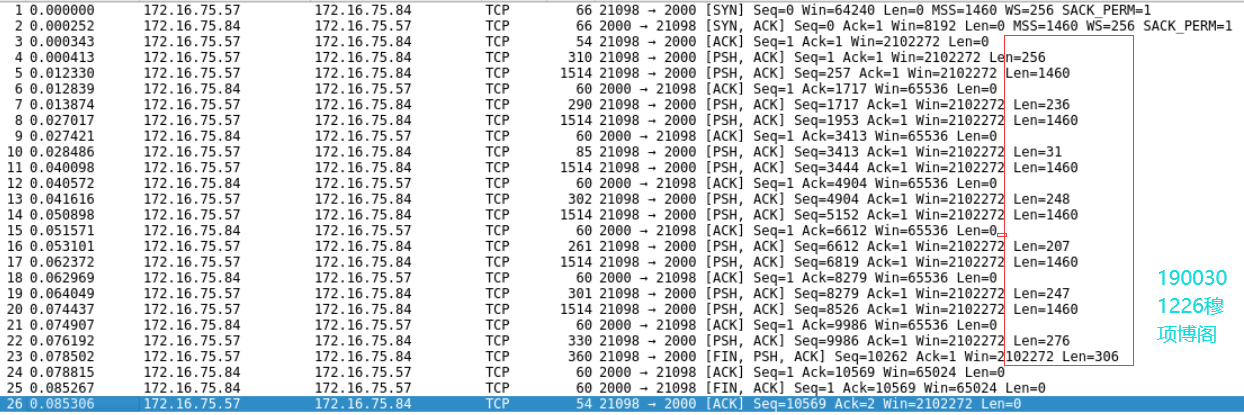 1 0.000000 172.16.75.57 172.16.75.84 TCP 66 21098 → 2000 [SYN] Seq=0 Win=64240 Len=0 MSS=1460 WS=256 SACK_PERM=1
2 0.000252 172.16.75.84 172.16.75.57 TCP 66 2000 → 21098 [SYN, ACK] Seq=0 Ack=1 Win=8192 Len=0 MSS=1460 WS=256 SACK_PERM=1
3 0.000343 172.16.75.57 172.16.75.84 TCP 54 21098 → 2000 [ACK] Seq=1 Ack=1 Win=2102272 Len=0
4 0.000413 172.16.75.57 172.16.75.84 TCP 310 21098 → 2000 [PSH, ACK] Seq=1 Ack=1 Win=2102272 Len=256
5 0.012330 172.16.75.57 172.16.75.84 TCP 1514 21098 → 2000 [PSH, ACK] Seq=257 Ack=1 Win=2102272 Len=1460
6 0.012839 172.16.75.84 172.16.75.57 TCP 60 2000 → 21098 [ACK] Seq=1 Ack=1717 Win=65536 Len=0
7 0.013874 172.16.75.57 172.16.75.84 TCP 290 21098 → 2000 [PSH, ACK] Seq=1717 Ack=1 Win=2102272 Len=236
8 0.027017 172.16.75.57 172.16.75.84 TCP 1514 21098 → 2000 [PSH, ACK] Seq=1953 Ack=1 Win=2102272 Len=1460
9 0.027421 172.16.75.84 172.16.75.57 TCP 60 2000 → 21098 [ACK] Seq=1 Ack=3413 Win=65536 Len=0
10 0.028486 172.16.75.57 172.16.75.84 TCP 85 21098 → 2000 [PSH, ACK] Seq=3413 Ack=1 Win=2102272 Len=31
11 0.040098 172.16.75.57 172.16.75.84 TCP 1514 21098 → 2000 [PSH, ACK] Seq=3444 Ack=1 Win=2102272 Len=1460
12 0.040572 172.16.75.84 172.16.75.57 TCP 60 2000 → 21098 [ACK] Seq=1 Ack=4904 Win=65536 Len=0
13 0.041616 172.16.75.57 172.16.75.84 TCP 302 21098 → 2000 [PSH, ACK] Seq=4904 Ack=1 Win=2102272 Len=248
14 0.050898 172.16.75.57 172.16.75.84 TCP 1514 21098 → 2000 [PSH, ACK] Seq=5152 Ack=1 Win=2102272 Len=1460
15 0.051571 172.16.75.84 172.16.75.57 TCP 60 2000 → 21098 [ACK] Seq=1 Ack=6612 Win=65536 Len=0
16 0.053101 172.16.75.57 172.16.75.84 TCP 261 21098 → 2000 [PSH, ACK] Seq=6612 Ack=1 Win=2102272 Len=207
17 0.062372 172.16.75.57 172.16.75.84 TCP 1514 21098 → 2000 [PSH, ACK] Seq=6819 Ack=1 Win=2102272 Len=1460
18 0.062969 172.16.75.84 172.16.75.57 TCP 60 2000 → 21098 [ACK] Seq=1 Ack=8279 Win=65536 Len=0
19 0.064049 172.16.75.57 172.16.75.84 TCP 301 21098 → 2000 [PSH, ACK] Seq=8279 Ack=1 Win=2102272 Len=247
20 0.074437 172.16.75.57 172.16.75.84 TCP 1514 21098 → 2000 [PSH, ACK] Seq=8526 Ack=1 Win=2102272 Len=1460
21 0.074907 172.16.75.84 172.16.75.57 TCP 60 2000 → 21098 [ACK] Seq=1 Ack=9986 Win=65536 Len=0
22 0.076192 172.16.75.57 172.16.75.84 TCP 330 21098 → 2000 [PSH, ACK] Seq=9986 Ack=1 Win=2102272 Len=276
23 0.078502 172.16.75.57 172.16.75.84 TCP 360 21098 → 2000 [FIN, PSH, ACK] Seq=10262 Ack=1 Win=2102272 Len=306
24 0.078815 172.16.75.84 172.16.75.57 TCP 60 2000 → 21098 [ACK] Seq=1 Ack=10569 Win=65024 Len=0
25 0.085267 172.16.75.84 172.16.75.57 TCP 60 2000 → 21098 [FIN, ACK] Seq=1 Ack=10569 Win=65024 Len=0
26 0.085306 172.16.75.57 172.16.75.84 TCP 54 21098 → 2000 [ACK] Seq=10569 Ack=2 Win=2102272 Len=0
190030
1226穆
项博阁